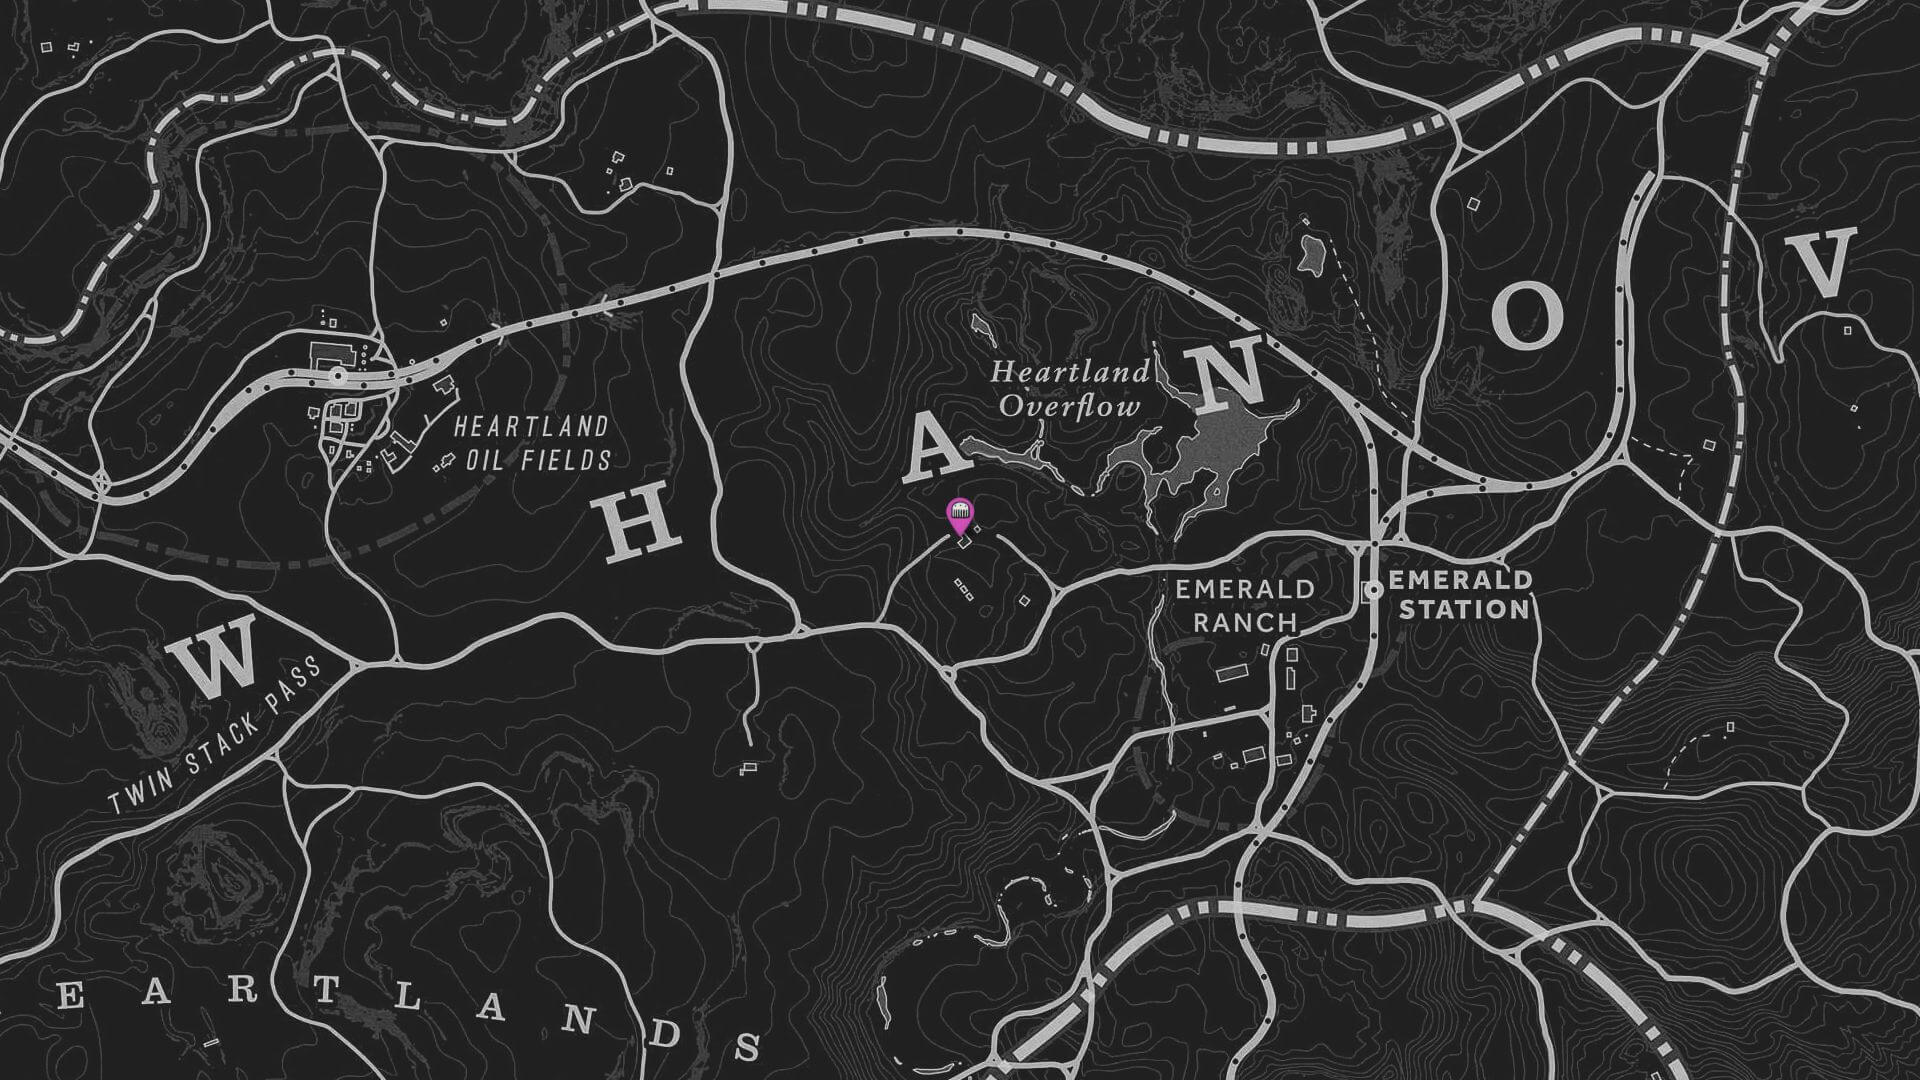 V
O
N
Heartland
Overflow
A
HEARTLAND
OIL FIELDS
H
EMERALD
RANCH
EMERALD
STATION
W
TWIN STACK PASS
EARTLANDS